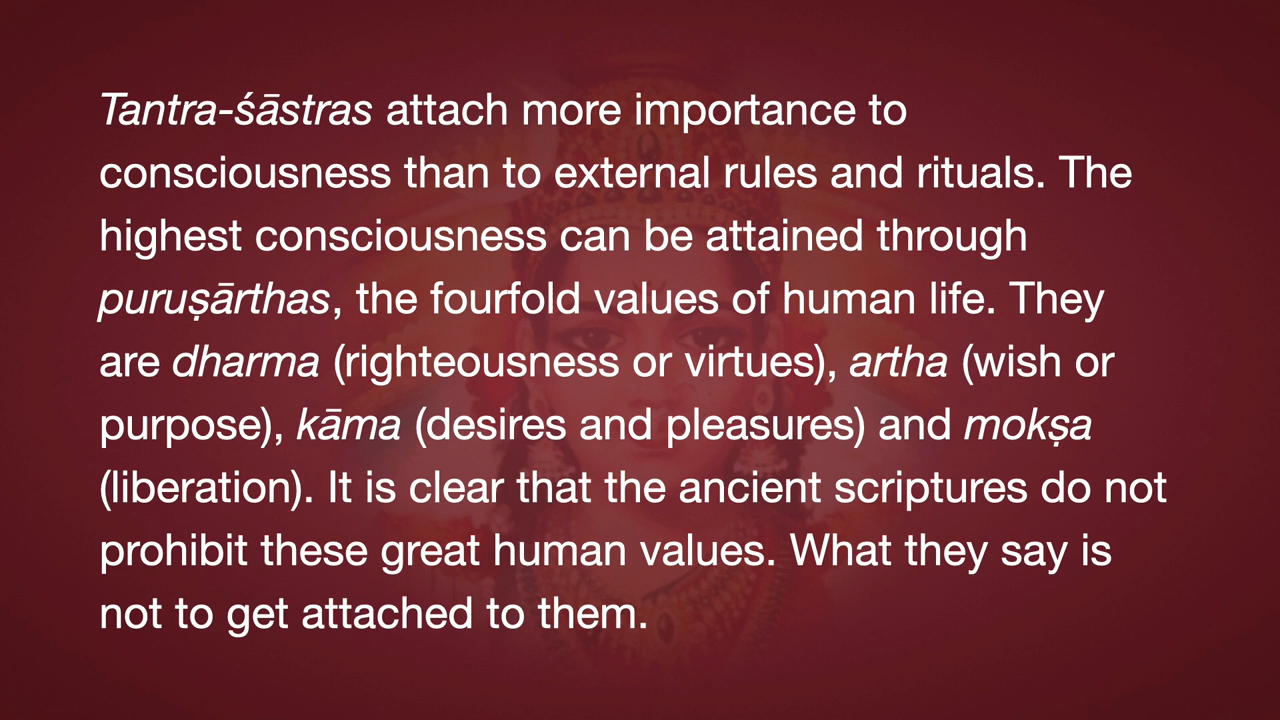 Tantra-śāstras attach more importance to
consciousness than to external rules and rituals. The
highest consciousness can be attained through
puruṣārthas, the fourfold values of human life. They
are dharma (righteousness or virtues), artha (wish or
purpose), kāma (desires and pleasures) and mokṣa
(liberation). It is clear that the ancient scriptures do not
prohibit these great human values. What they say is
not to get attached to them.